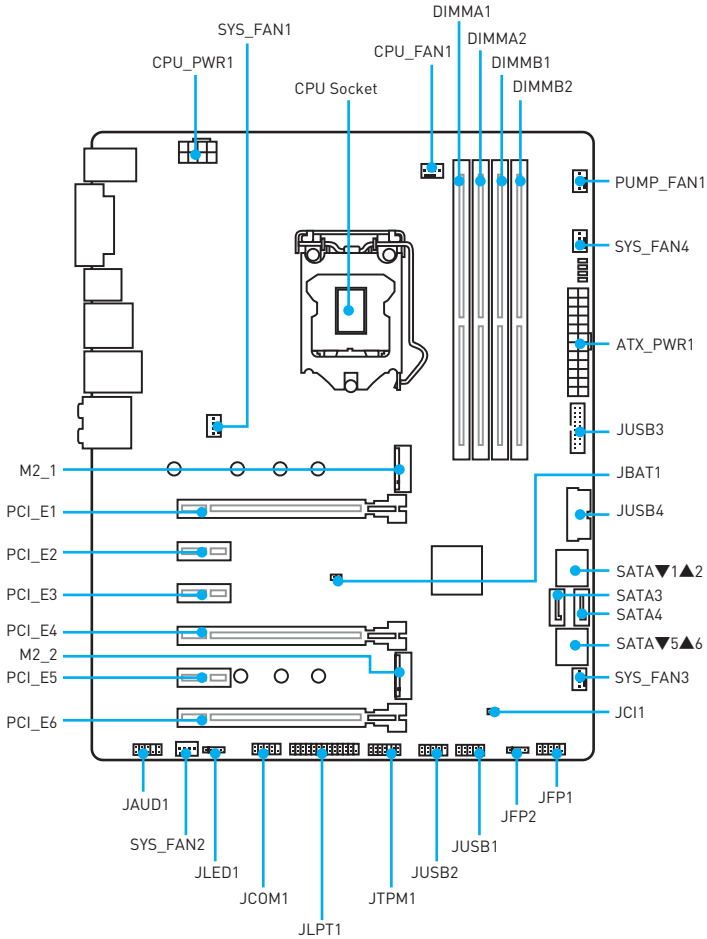 DIMMA1
SYS_FAN1
DIMMA2
CPU_FAN1
CPU_PWR1
DIMMB1
CPU Socket
DIMMB2
PUMP_FAN1
SYS_FAN4
ATX_PWR1
JUSB3
M2_1
JBAT1
PCI_E1
JUSB4
PCI_E2
SATA▼1▲2
PCI_E3
SATA3
SATA4
PCI_E4
SATA▼5▲6
M2_2
PCI_E5
SYS_FAN3
PCI_E6
JCI1
JAUD1
JFP1
JFP2
SYS_FAN2
JUSB1
JLED1
JUSB2
JCOM1
JTPM1
JLPT1